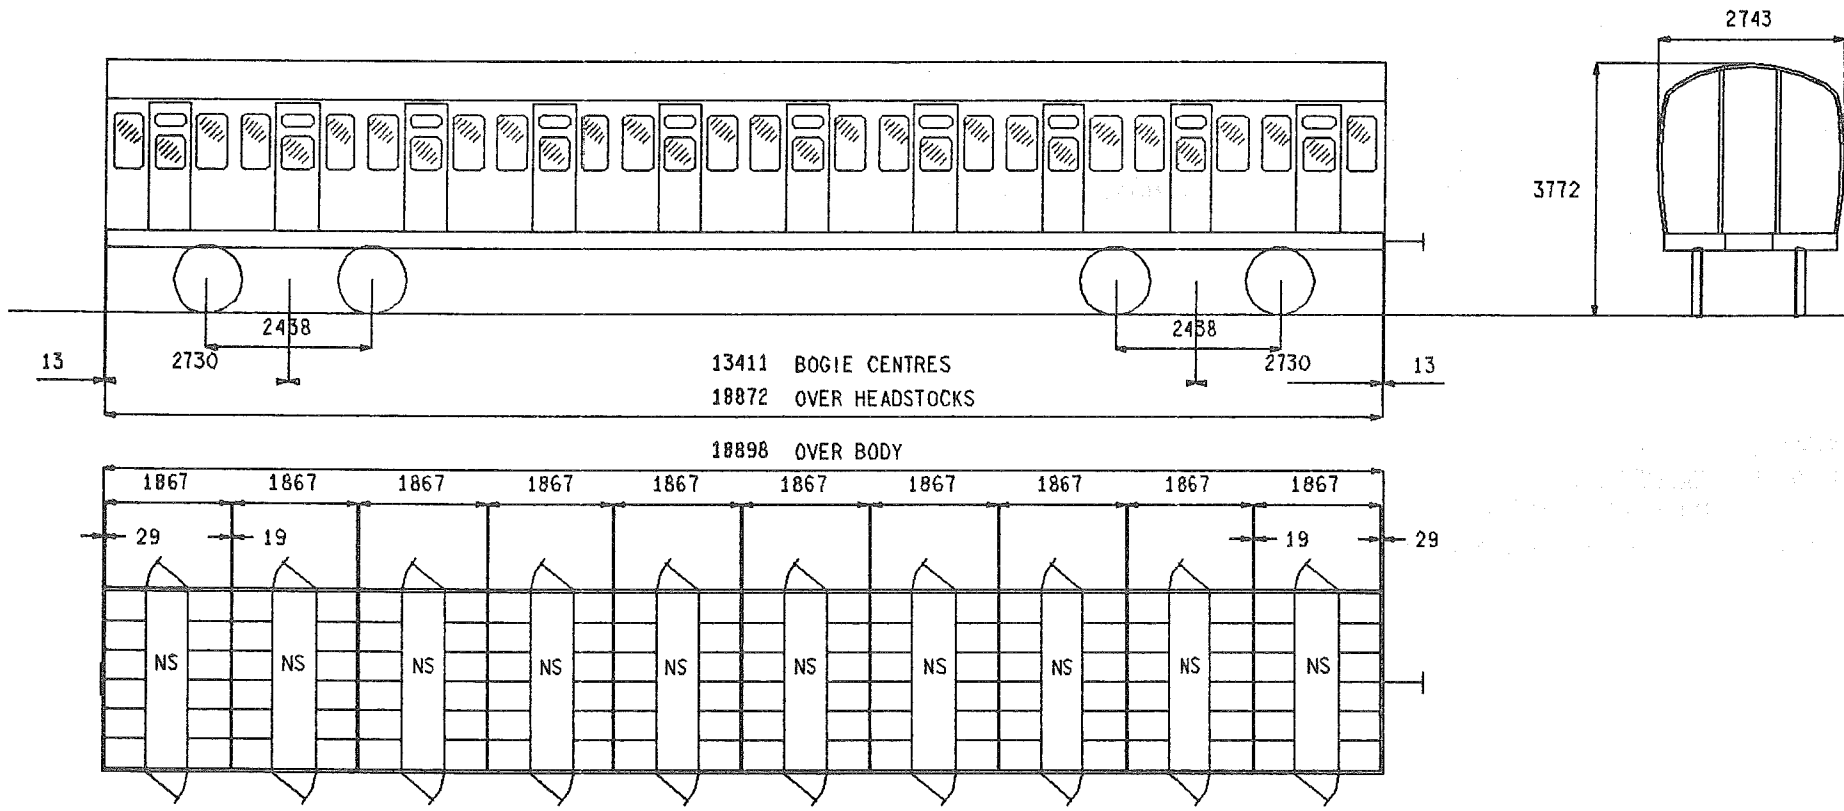 2743
3772
2438 2438
13 2730 13411 BOGIE CENTRES 2730 13
18872 OVER HEADSTOCKS
18898 OVER BODY
1867 1867 1867 1867 1867 1867 1867 1867 1867 1867
29 19 19 29
NS NS NS NS NS NS NS NS NS NS